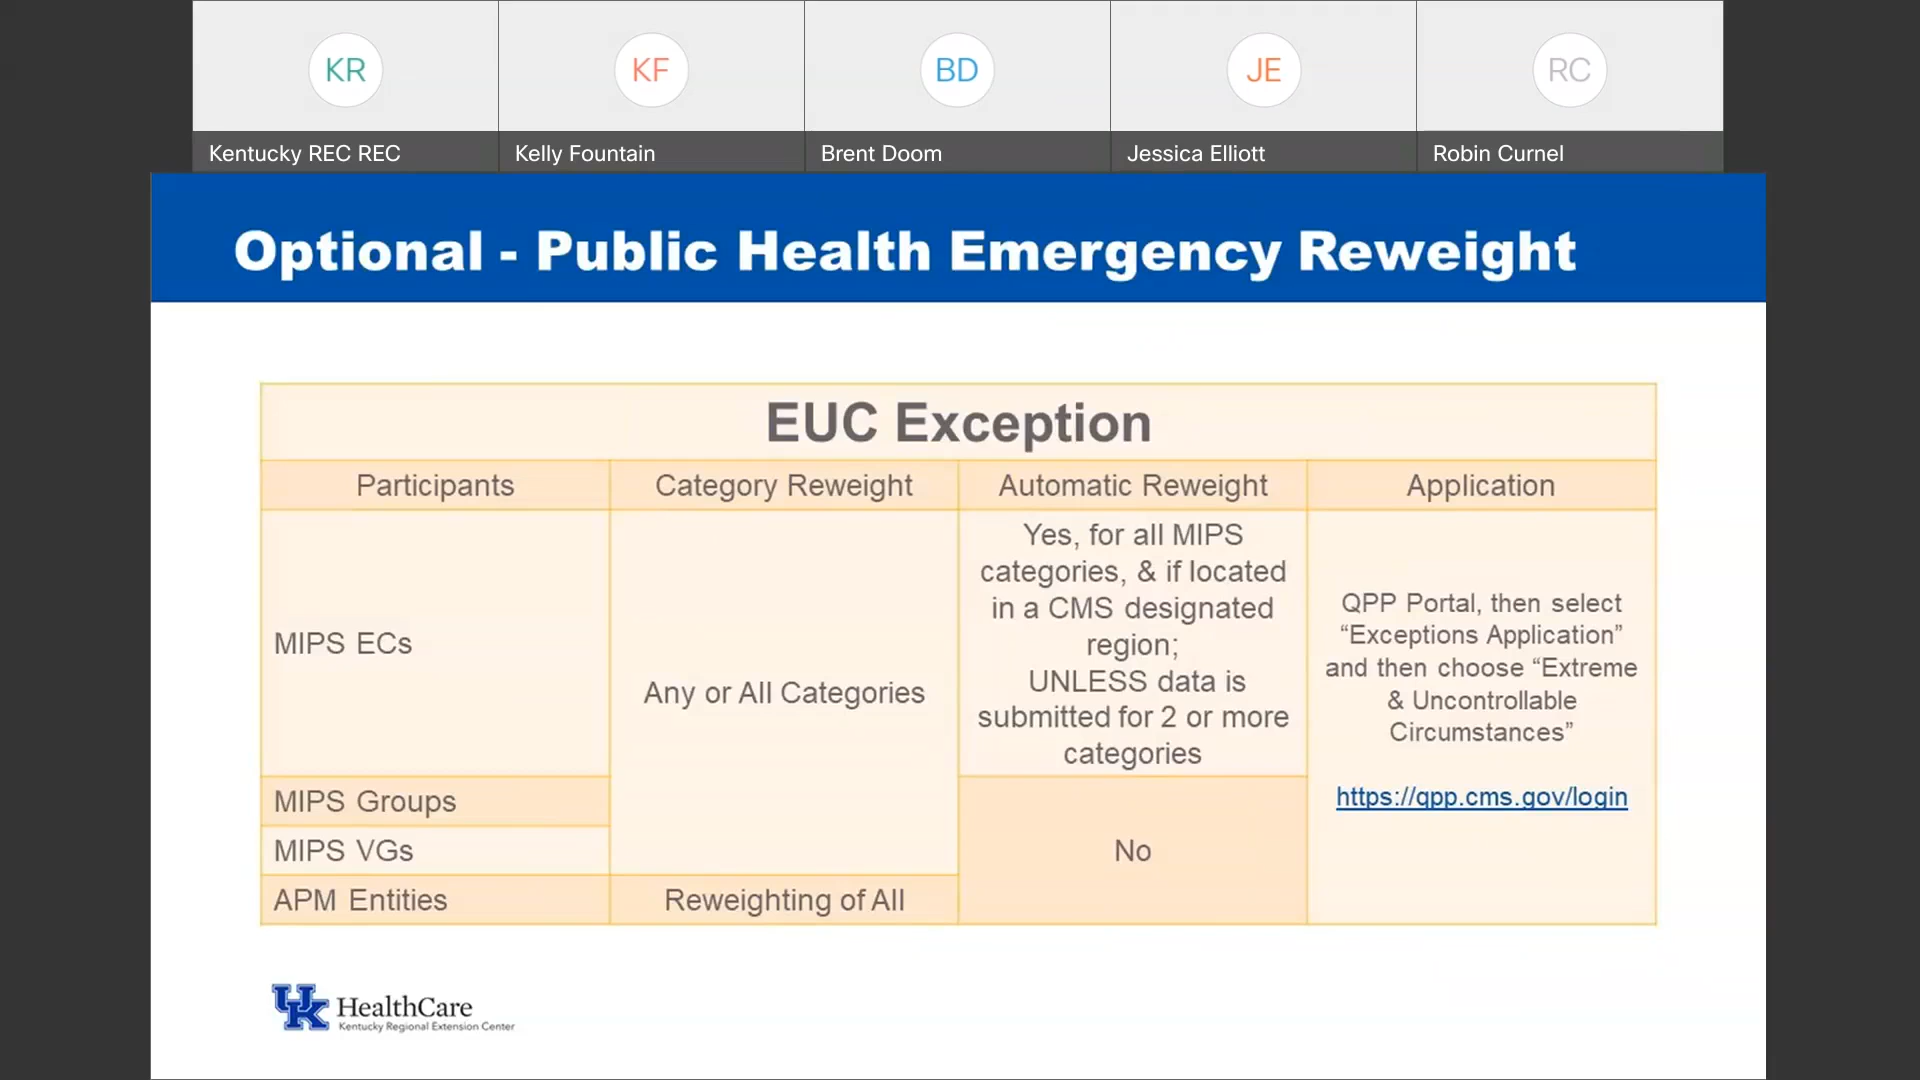 KR
KF
BD
JE
RC
Kentucky REC REC
Kelly Fountain
Brent Doom
Jessica Elliott
Robin Curnel
Optional - Public Health Emergency Reweight
EUC Exception
Participants
Category Reweight
Automatic Reweight
Application
MIPS ECs
Any or All Categories
Yes, for all MIPS
categories, & if located
in a CMS designated
region;
UNLESS data is
submitted for 2 or more
categories
QPP Portal, then select
“Exceptions Application”
and then choose “Extreme
& Uncontrollable
Circumstances”
https://qpp.cms.gov/login
MIPS Groups
MIPS VGs
No
APM Entities
Reweighting of All
UK HealthCare
Kentucky Regional Extension Center